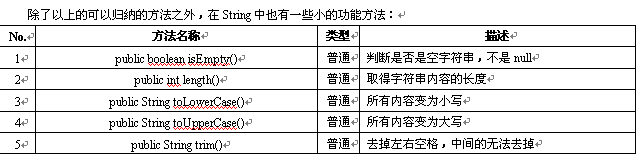 除了以上的可以归纳的方法之外，在 String 中也有一些小的功能方法：
No. 方法名称 类型 描述
1 public boolean isEmpty() 普通 判断是否是空字符串，不是 null
2 public int length() 普通 取得字符串内容的长度
3 public String toLowerCase() 普通 所有内容变为小写
4 public String toUpperCase() 普通 所有内容变为大写
5 public String trim() 普通 去掉左右空格，中间的无法去掉